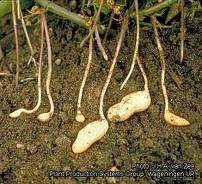 Photo: J.H.A. van Zee
Plant Production Systems Group, Wageningen UR